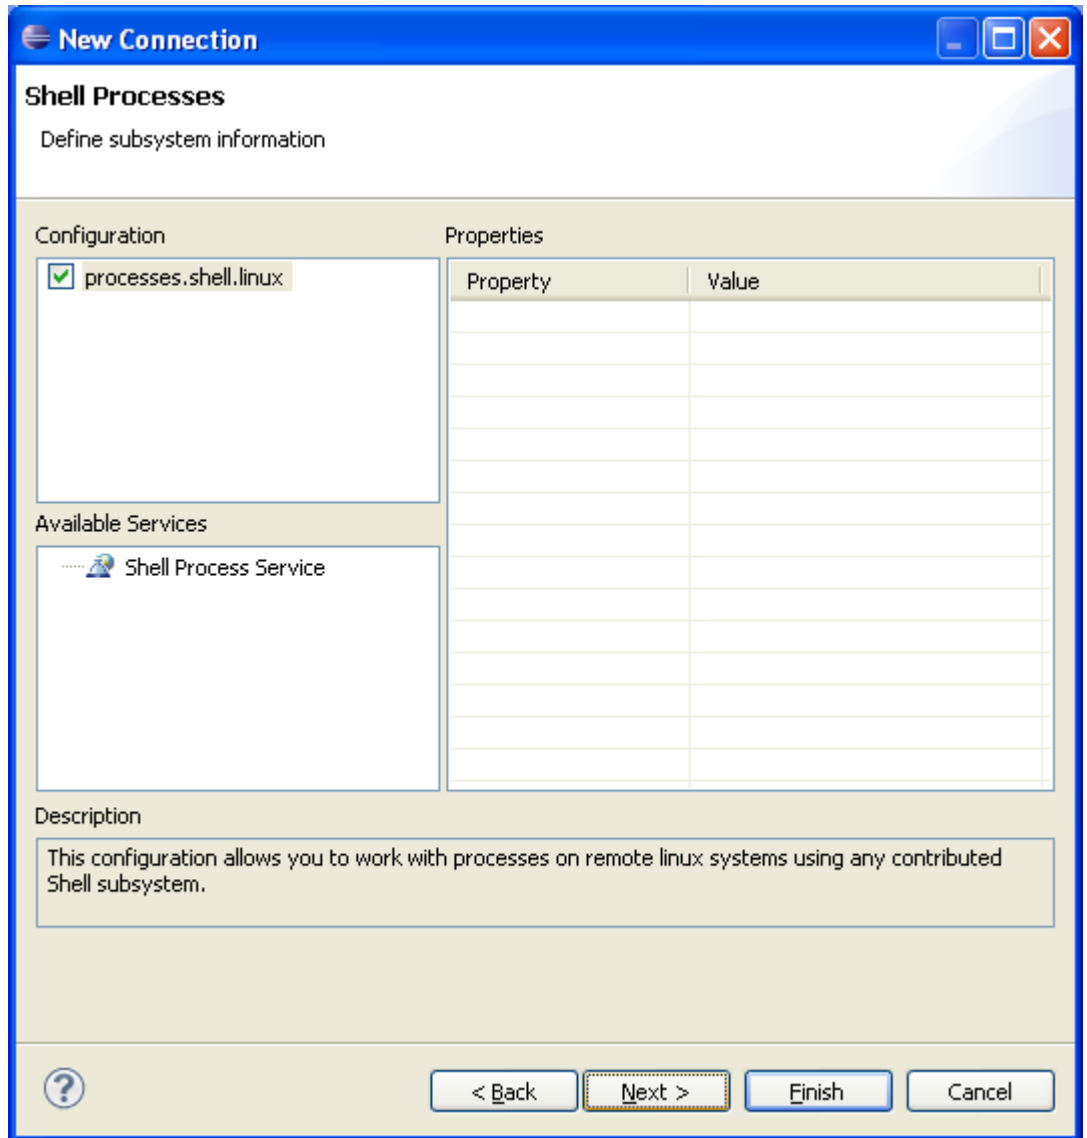 New Connection
Shell Processes
Define subsystem information
Configuration
Properties
processes.shell.linux
Property
Value
Available Services
Shell Process Service
Description
This configuration allows you to work with processes on remote linux systems using any contributed
Shell subsystem.
?
< Back
Next >
Finish
Cancel